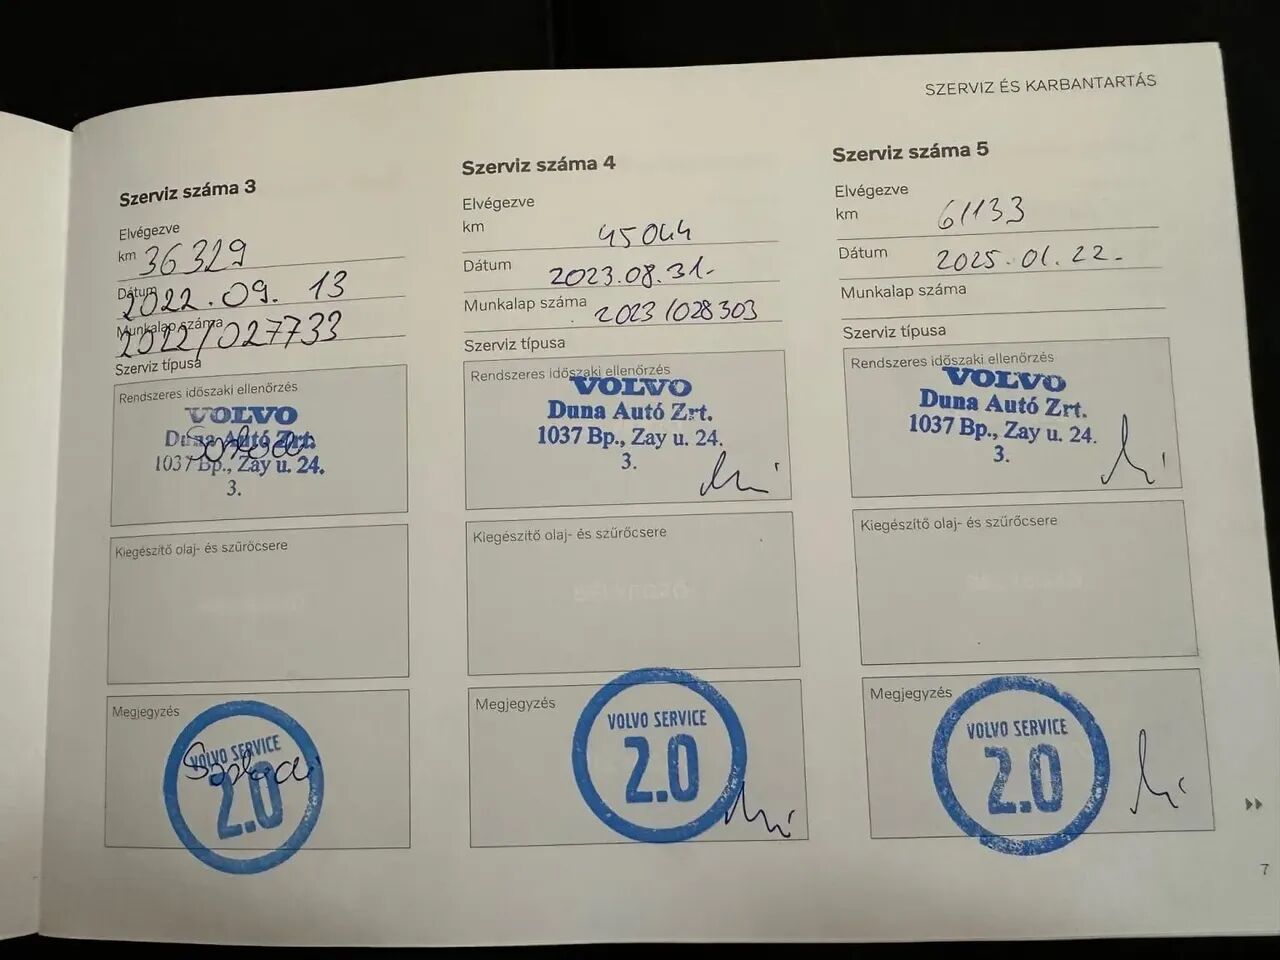 SZERVIZ ÉS KARBANTARTÁS
Szerviz száma 3
Elvégezve
km 36329
Dátum 2022.09. 13
Munkalap száma 2022/027733
Szerviz típusa
Rendszeres időszaki ellenőrzés
VOLVO
Duna Autó Zrt.
1037 Bp., Zay u. 24.
3.
Kiegészítő olaj- és szűrőcsere
Megjegyzés
VOLVO SERVICE
2.0
Szerviz száma 4
Elvégezve
km 45044
Dátum 2023.08.31.
Munkalap száma 2023/028303
Szerviz típusa
Rendszeres időszaki ellenőrzés
VOLVO
Duna Autó Zrt.
1037 Bp., Zay u. 24.
3.
Kiegészítő olaj- és szűrőcsere
Megjegyzés
VOLVO SERVICE
2.0
Szerviz száma 5
Elvégezve
km 61133
Dátum 2025.01.22.
Munkalap száma
Szerviz típusa
Rendszeres időszaki ellenőrzés
VOLVO
Duna Autó Zrt.
1037 Bp., Zay u. 24.
3.
Kiegészítő olaj- és szűrőcsere
Megjegyzés
VOLVO SERVICE
2.0
7